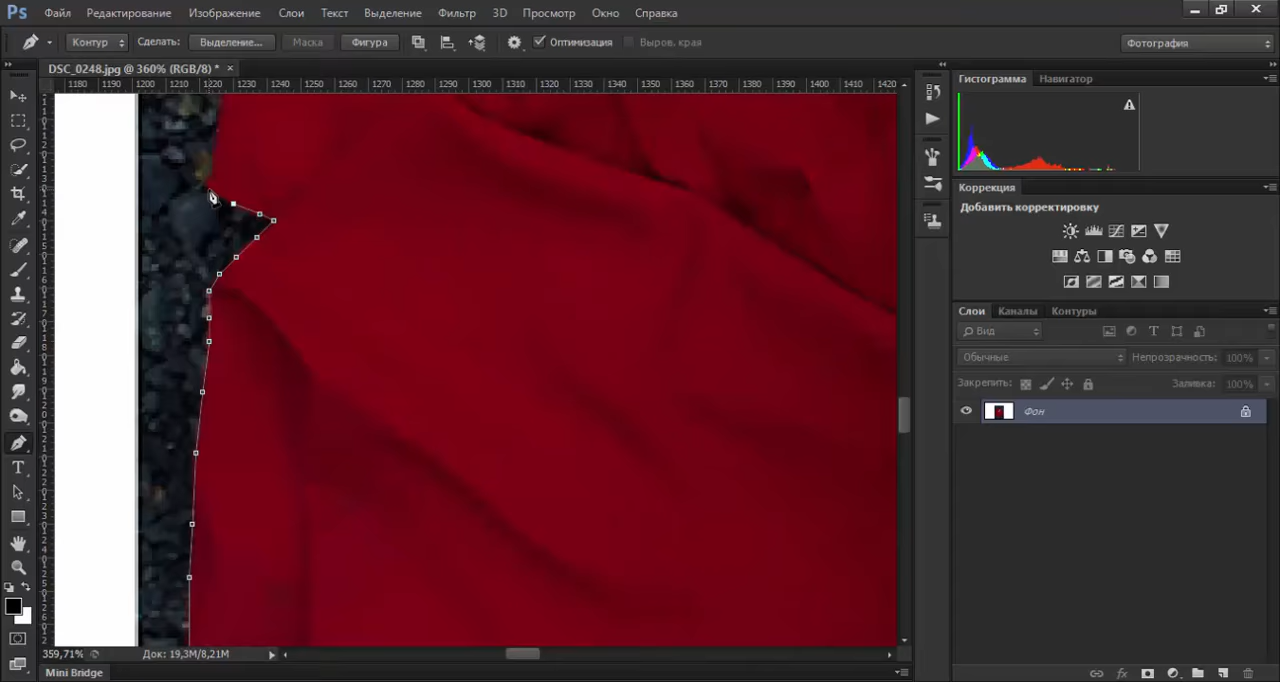 Ps Файл Редактирование Изображение Слои Текст Выделение Фильтр 3D Просмотр Окно Справка
Контур Сделать: Выделение... Маска Фигура Оптимизация Выров. края Фотография
DSC_0248.jpg @ 360% (RGB/8) * ×
1180 1190 1200 1210 1220 1230 1240 1250 1260 1270 1280 1290 1300 1310 1320 1330 1340 1350 1360 1370 1380 1390 1400 1410 1420
Гистограмма Навигатор
Коррекция
Добавить корректировку
Слои Каналы Контуры
Вид
Обычные Непрозрачность: 100%
Закрепить: Заливка: 100%
Фон
T
fx
359,71% Док: 19,3M/8,21M
Mini Bridge